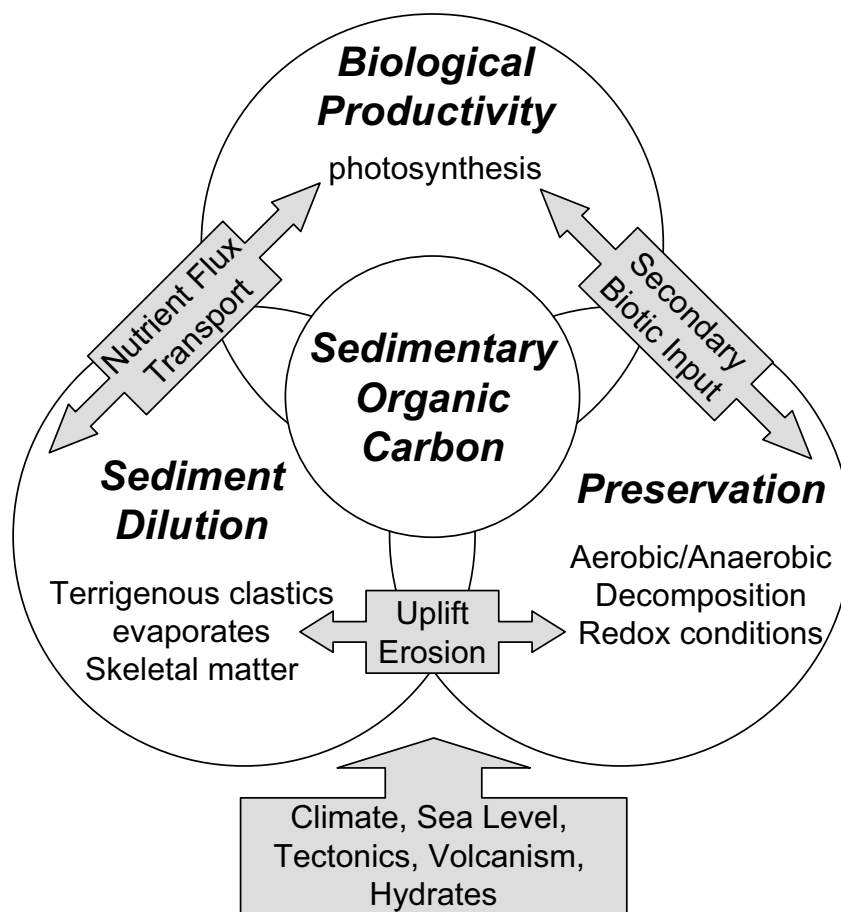 Biological
Productivity
photosynthesis
Nutrient Flux
Transport
Secondary
Biotic Input
Sedimentary
Organic
Carbon
Sediment
Dilution
Terrigenous clastics
evaporates
Skeletal matter
Preservation
Aerobic/Anaerobic
Decomposition
Redox conditions
Uplift
Erosion
Climate, Sea Level,
Tectonics, Volcanism,
Hydrates